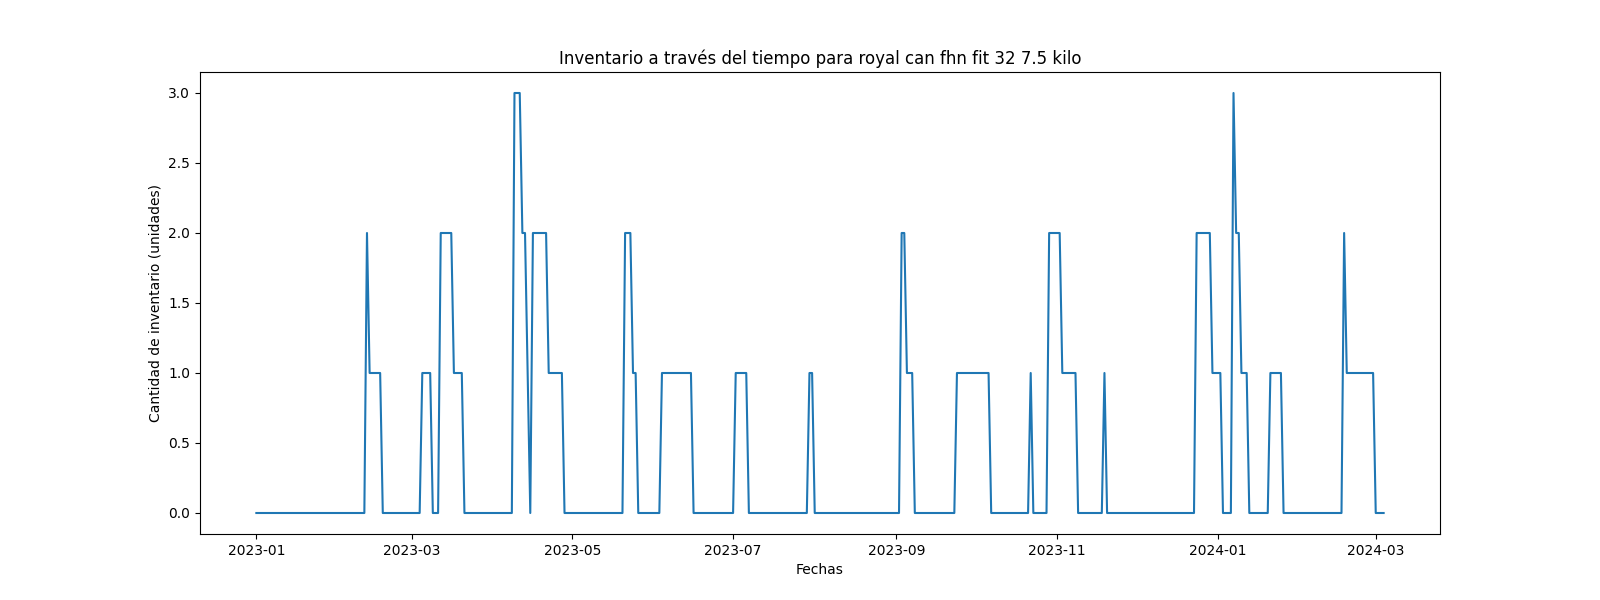 Inventario a través del tiempo para royal can fhn fit 32 7.5 kilo
Cantidad de inventario (unidades)
3.0
2.5
2.0
1.5
1.0
0.5
0.0
2023-01 2023-03 2023-05 2023-07 2023-09 2023-11 2024-01 2024-03
Fechas